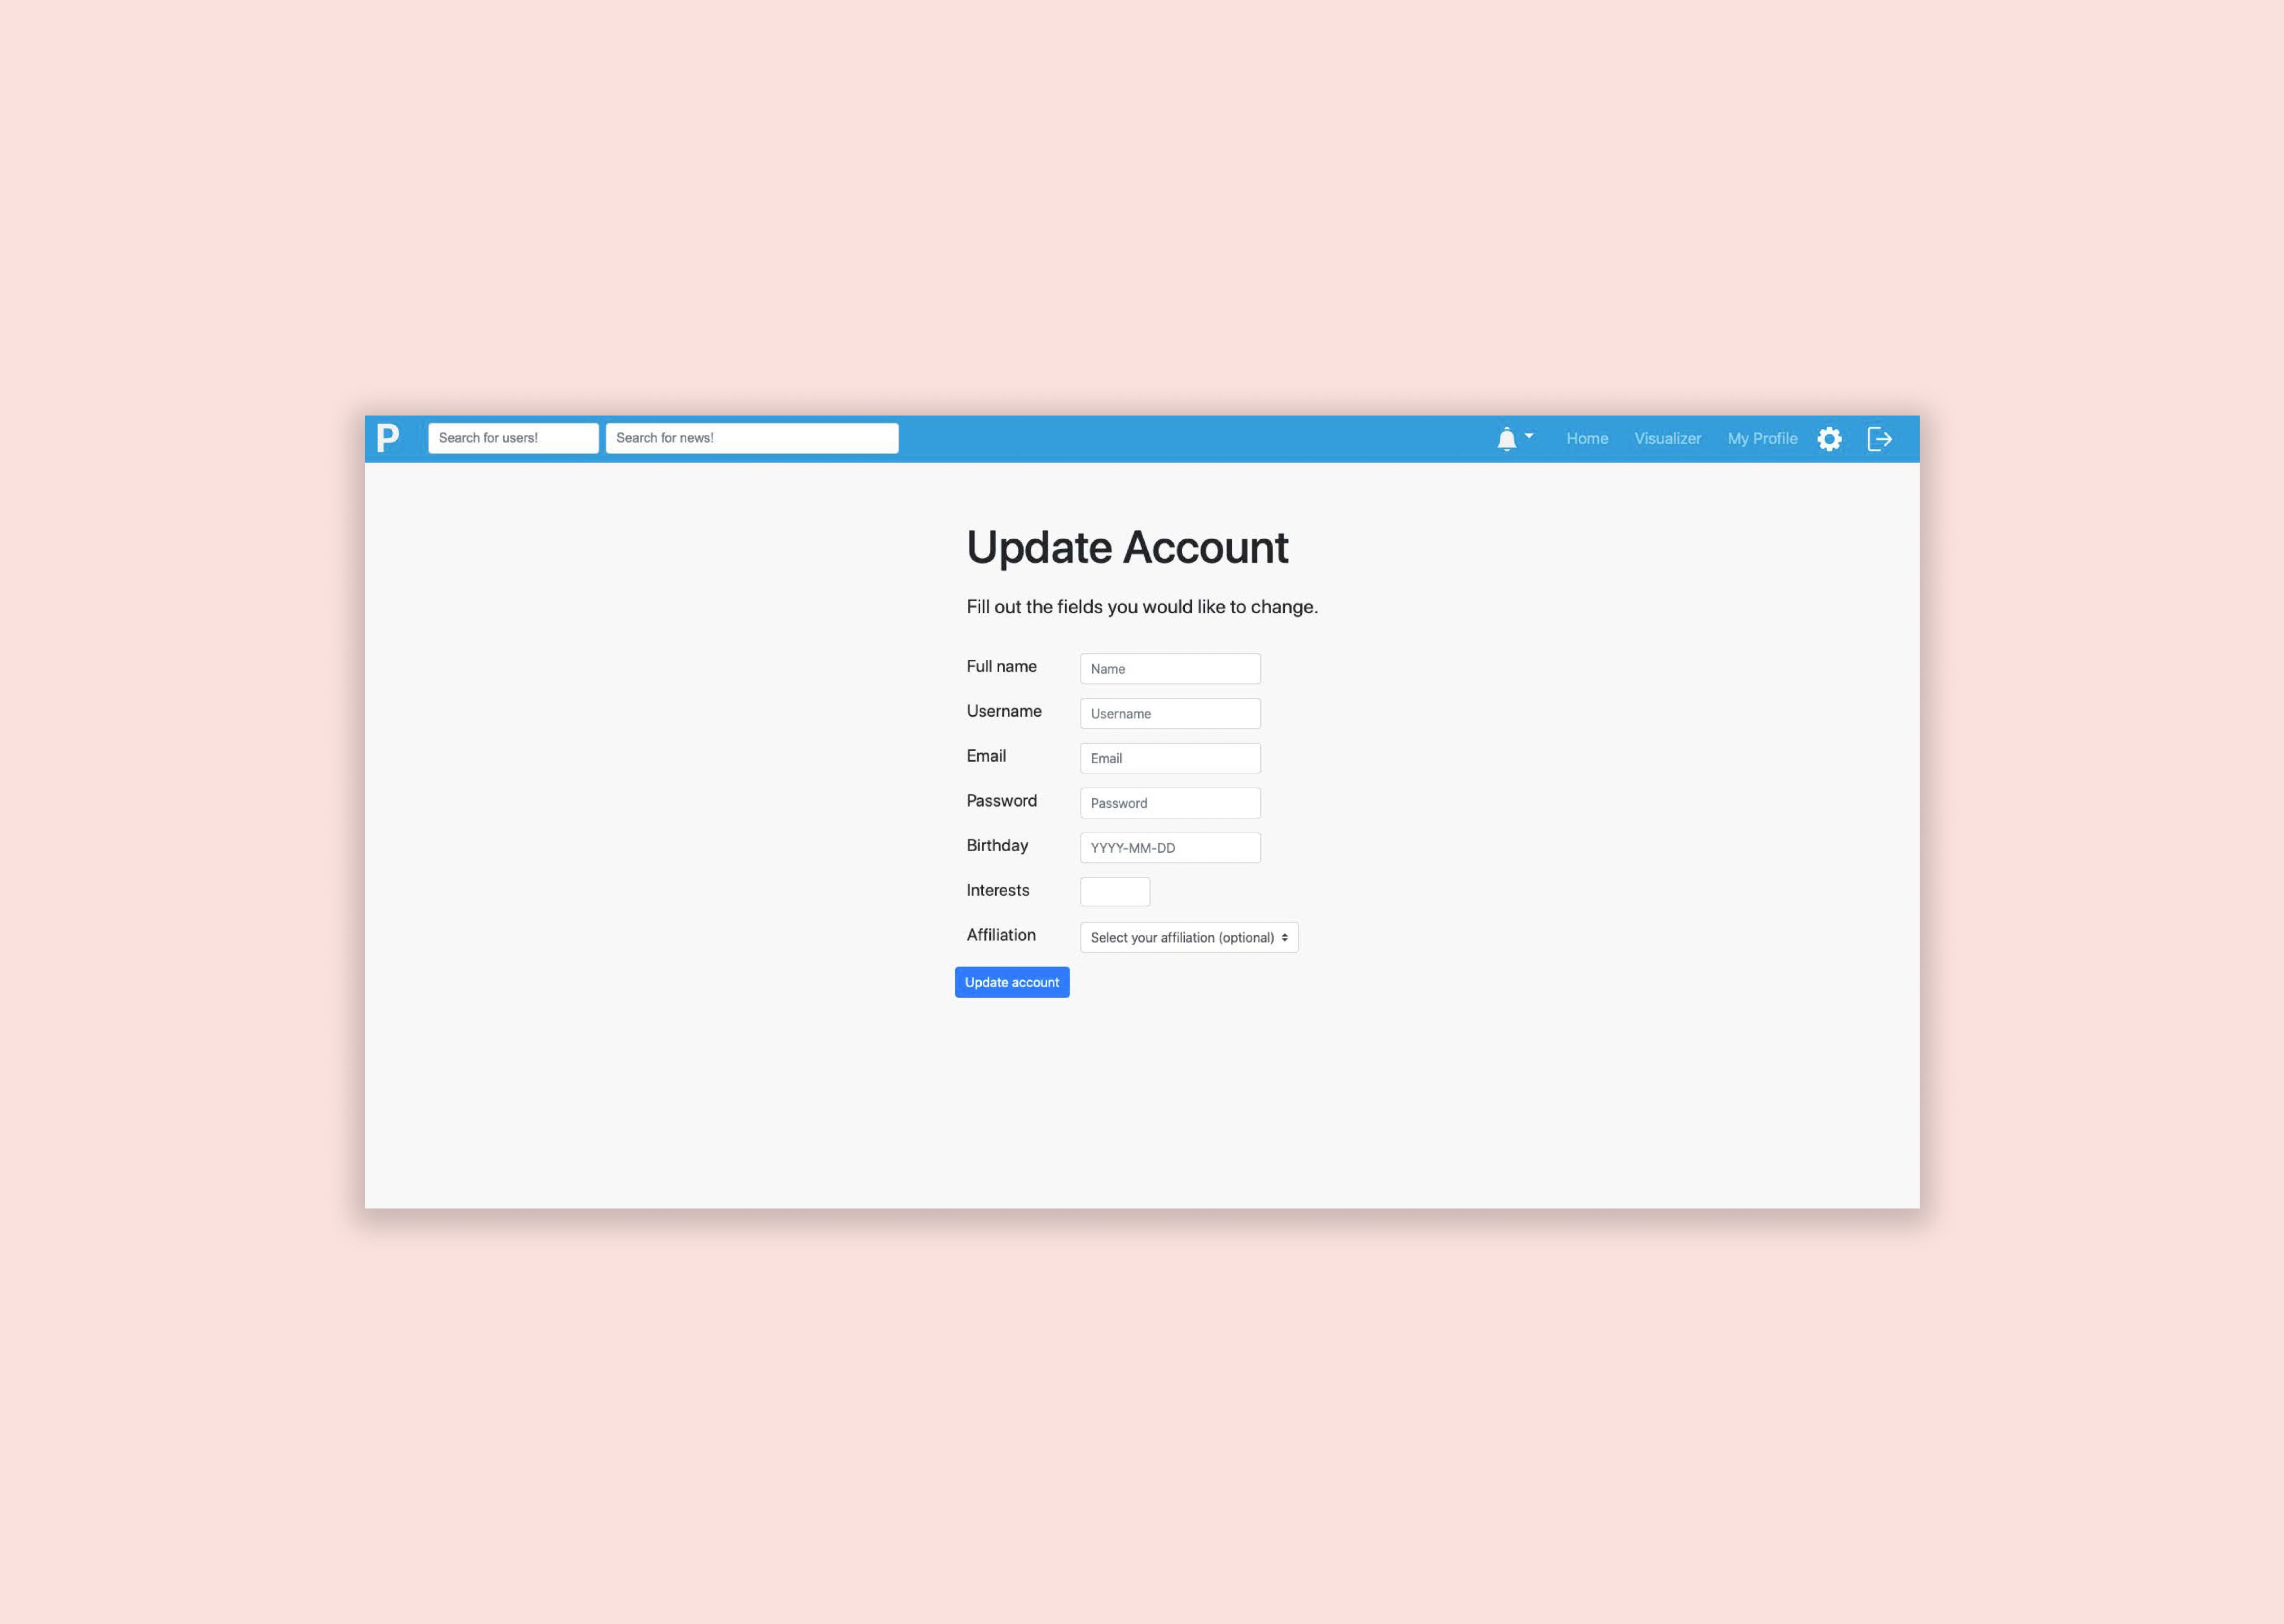 P Search for users! Search for news! Home Visualizer My Profile
Update Account
Fill out the fields you would like to change.
Full name Name
Username Username
Email Email
Password Password
Birthday YYYY-MM-DD
Interests
Affiliation Select your affiliation (optional)
Update account